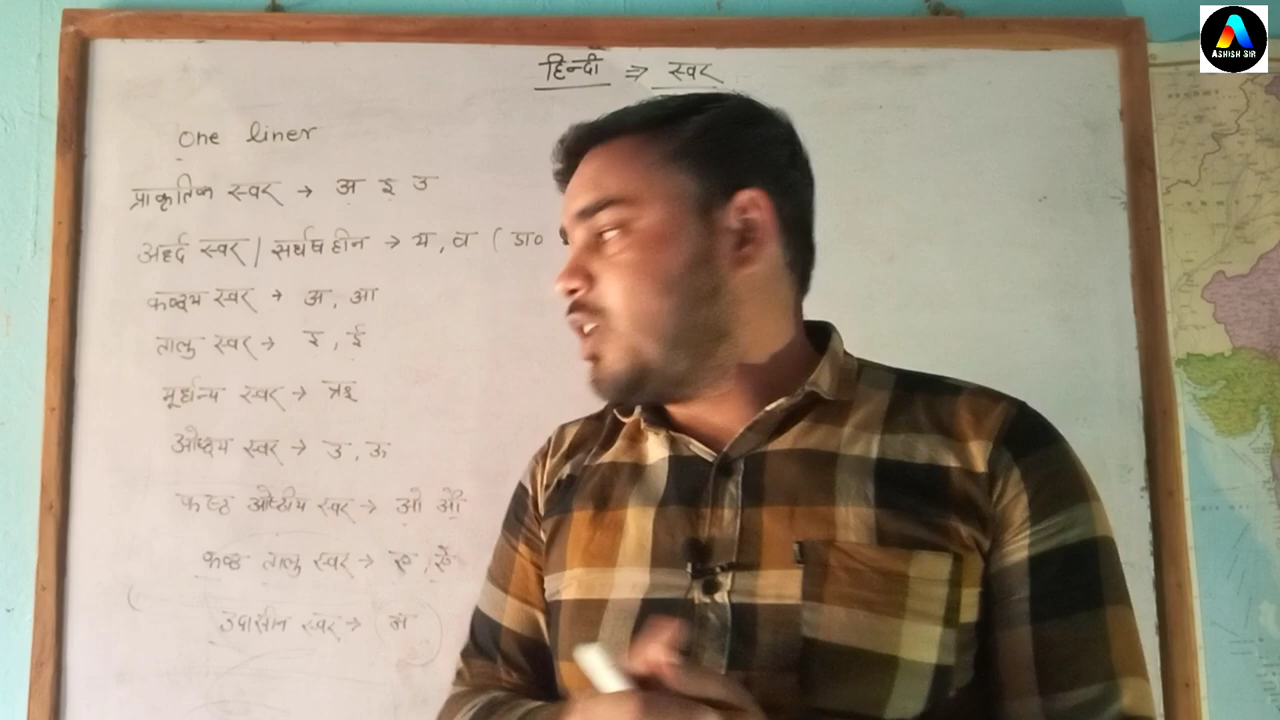 ASHISH SIR
हिन्दी ⇒ स्वर
One liner
प्राकृतिक स्वर → अ इ उ
अर्द्ध स्वर / सर्घषहीन → य, व ( डा०
कण्ठ्य स्वर → अ, आ
तालु स्वर → इ, ई
मूर्धन्य स्वर → ऋ
ओष्ठ्य स्वर → उ, ऊ
कण्ठ ओष्ठीय स्वर → ओ औ
कण्ठ तालु स्वर → ए, ऐ
उदासीन स्वर → अ